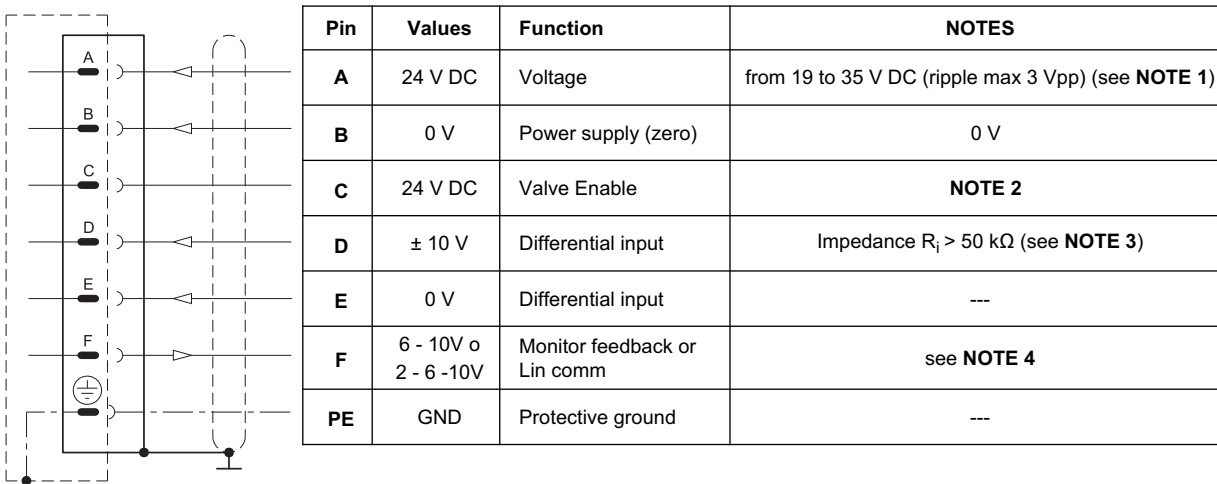 A
B
C
D
E
F
Pin Values Function NOTES
A 24 V DC Voltage from 19 to 35 V DC (ripple max 3 Vpp) (see NOTE 1)
B 0 V Power supply (zero) 0 V
C 24 V DC Valve Enable NOTE 2
D ± 10 V Differential input Impedance Ri > 50 kΩ (see NOTE 3)
E 0 V Differential input ---
F 6 - 10V o Monitor feedback or see NOTE 4
2 - 6 -10V Lin comm
PE GND Protective ground ---